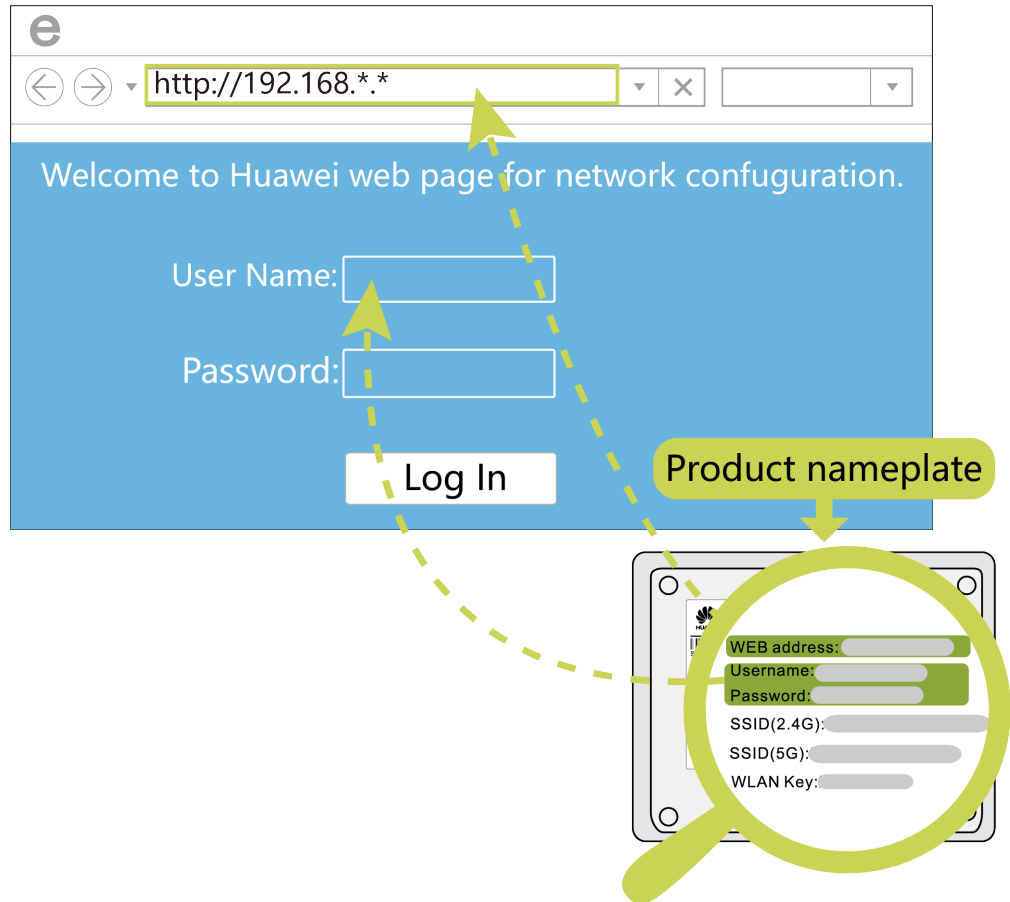 e
http://192.168.*.*
Welcome to Huawei web page for network confuguration.
User Name:
Password:
Log In
Product nameplate
WEB address:
Username:
Password:
SSID(2.4G):
SSID(5G):
WLAN Key: